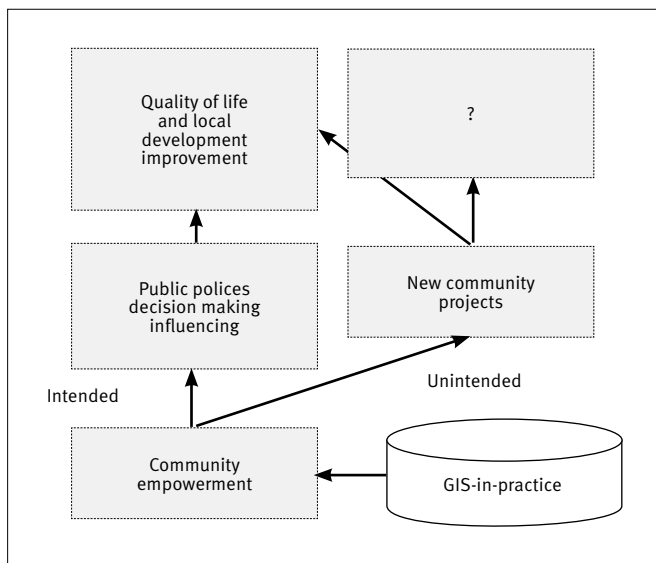 Quality of life
and local
development
improvement
?
Public polices
decision making
influencing
New community
projects
Intended
Unintended
Community
empowerment
GIS-in-practice